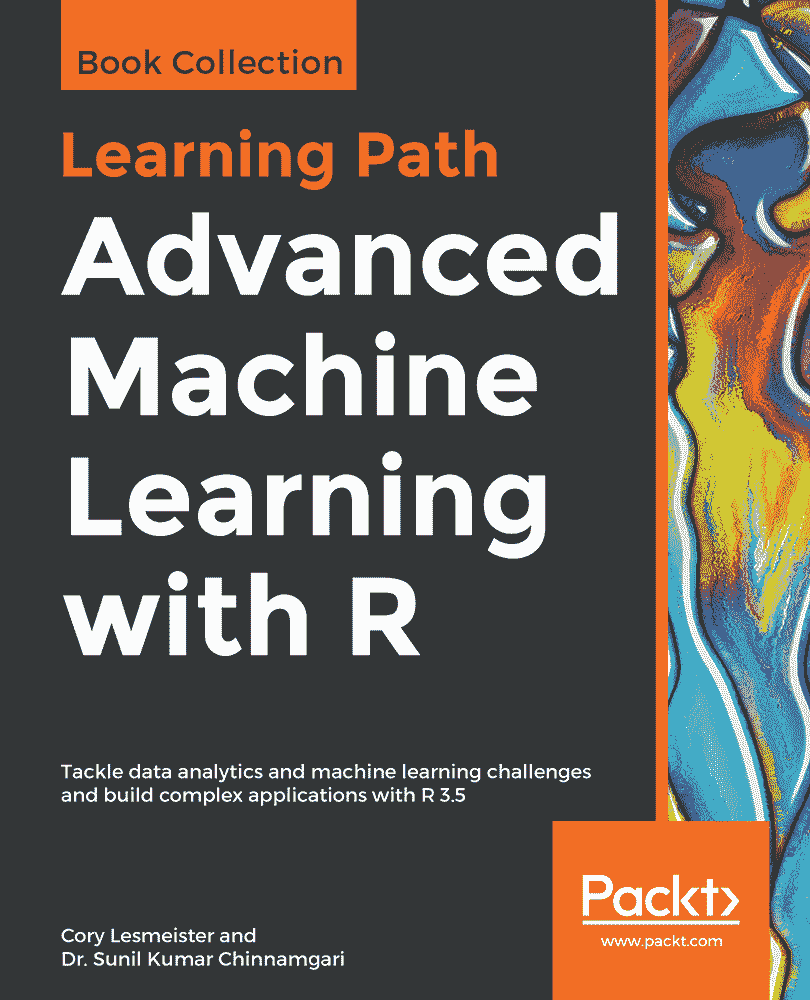 Book Collection
Learning Path
Advanced
Machine
Learning
with R
Tackle data analytics and machine learning challenges
and build complex applications with R 3.5
Cory Lesmeister and
Dr. Sunil Kumar Chinnamgari
Packt>
www.packt.com